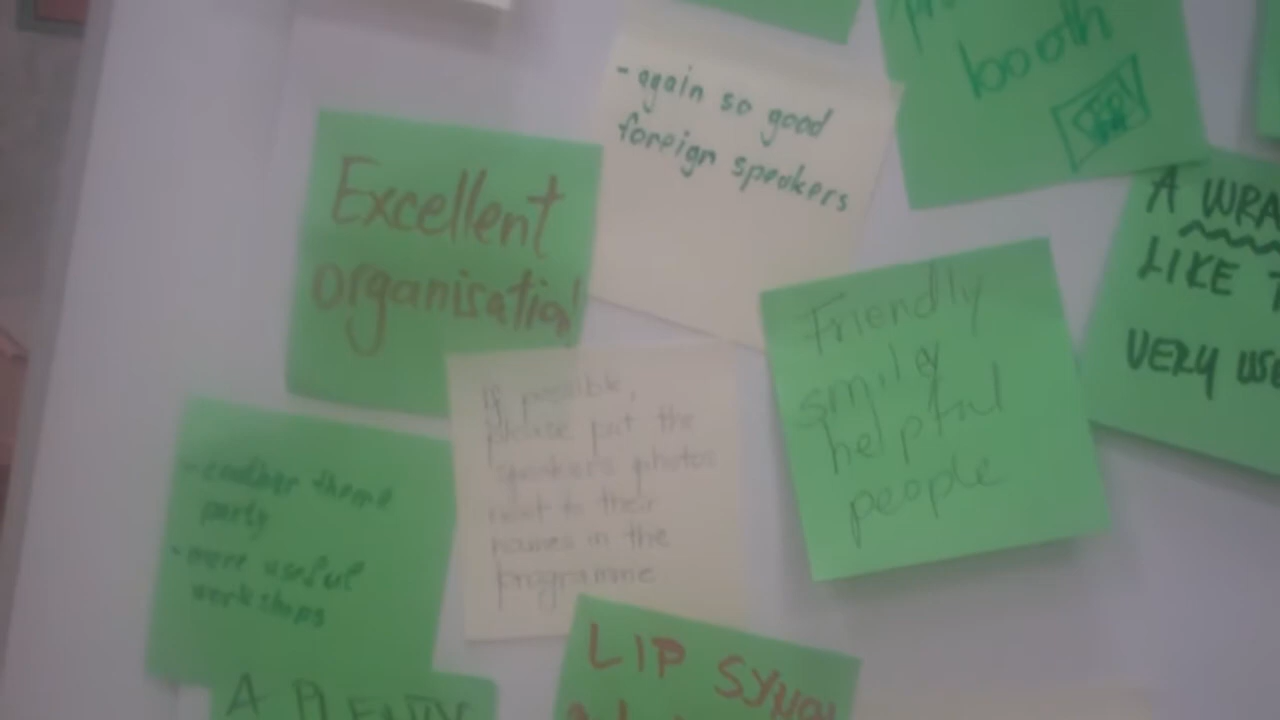 booth
- again so good
foreign speakers
Excellent
organisation!
A WRA
LIKE T
VERY USE
Friendly
smiley
helpful
people
If possible,
please put the
speakers photos
next to their
names in the
programme
- another theme
party
- more useful
workshops
LIP SYNC
A PLENTY